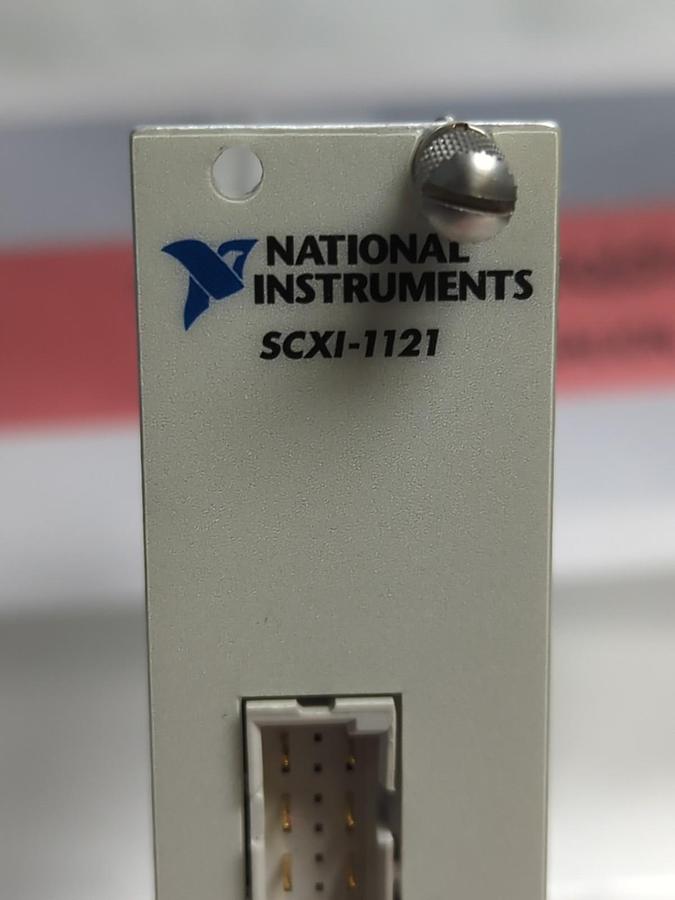 NATIONAL
INSTRUMENTS
SCXI-1121